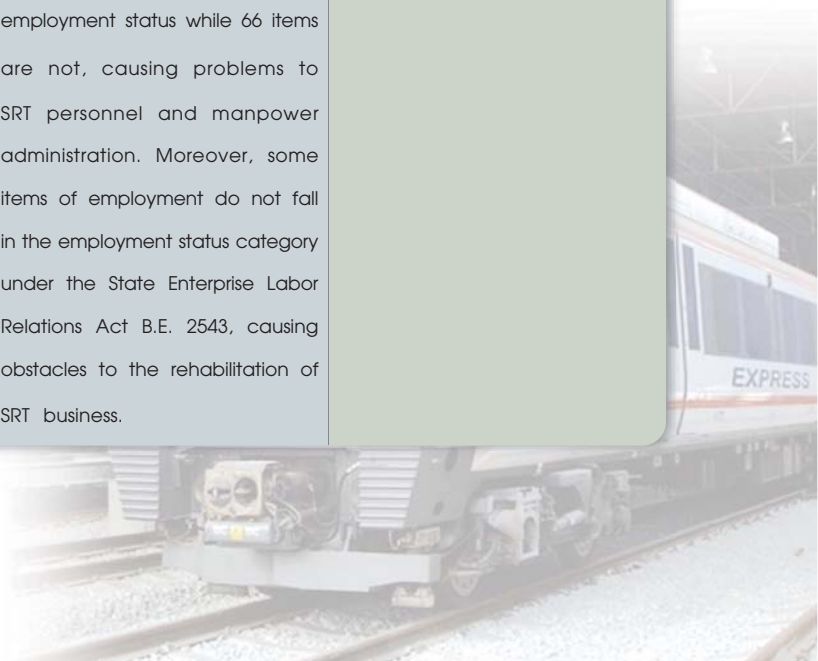 employment status while 66 items
are not, causing problems to
SRT personnel and manpower
administration. Moreover, some
items of employment do not fall
in the employment status category
under the State Enterprise Labor
Relations Act B.E. 2543, causing
obstacles to the rehabilitation of
SRT business.
EXPRESS